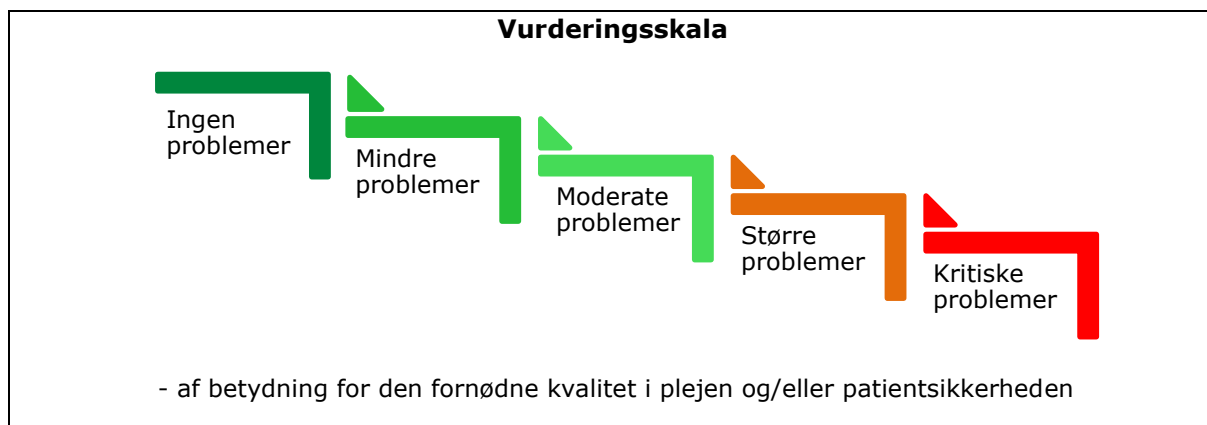 Vurderingsskala
Ingen
problemer
Mindre
problemer
Moderate
problemer
Større
problemer
Kritiske
problemer
- af betydning for den fornødne kvalitet i plejen og/eller patientsikkerheden